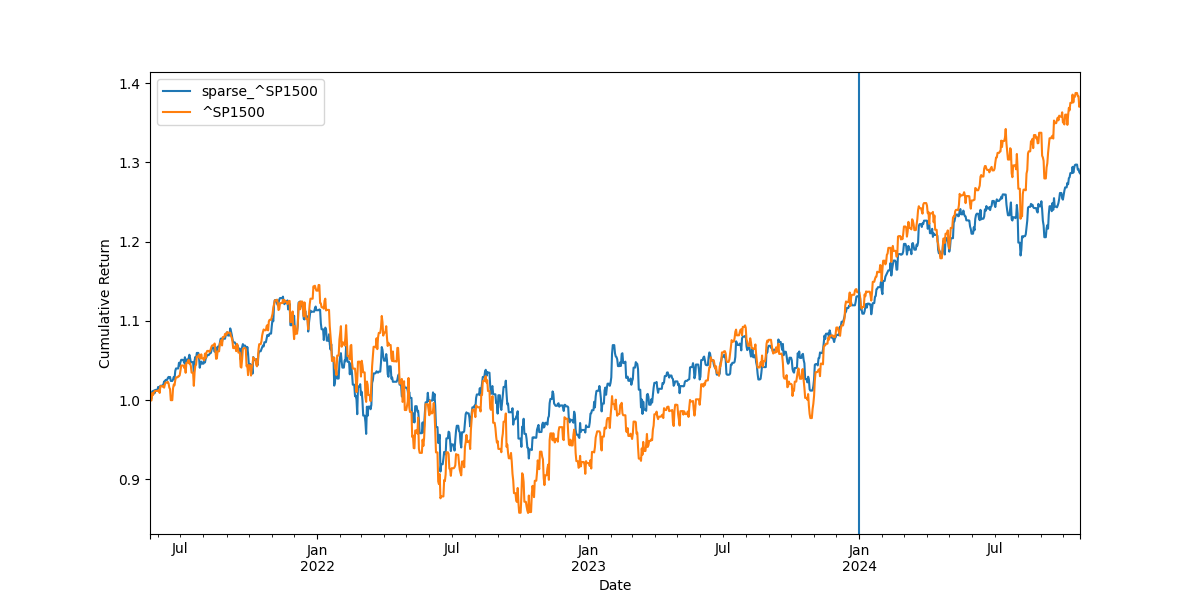 sparse_^SP1500
^SP1500
Cumulative Return
1.4
1.3
1.2
1.1
1.0
0.9
Jul
Jan
2022
Jul
Jan
2023
Jul
Jan
2024
Jul
Date